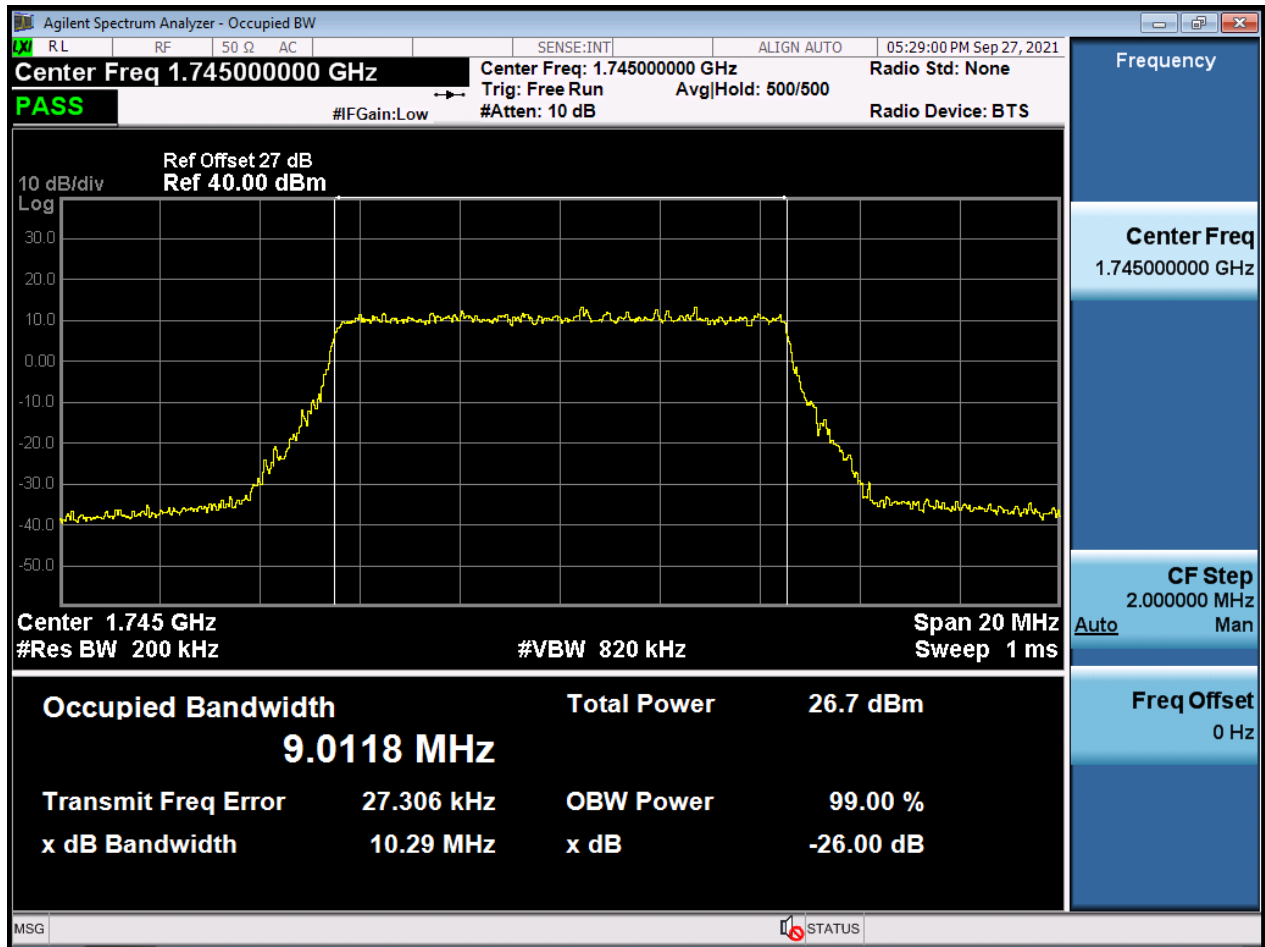 Agilent Spectrum Analyzer - Occupied BW
LXI RL RF 50 Ω AC SENSE:INT ALIGN AUTO 05:29:00 PM Sep 27, 2021
Center Freq 1.745000000 GHz
Center Freq: 1.745000000 GHz Radio Std: None
Trig: Free Run Avg|Hold: 500/500
PASS #IFGain:Low #Atten: 10 dB Radio Device: BTS
Ref Offset 27 dB
10 dB/div Ref 40.00 dBm
Log
30.0
20.0
10.0
0.00
-10.0
-20.0
-30.0
-40.0
-50.0
Center 1.745 GHz Span 20 MHz
#Res BW 200 kHz #VBW 820 kHz Sweep 1 ms
Occupied Bandwidth Total Power 26.7 dBm
9.0118 MHz
Transmit Freq Error 27.306 kHz OBW Power 99.00 %
x dB Bandwidth 10.29 MHz x dB -26.00 dB
Frequency
Center Freq
1.745000000 GHz
CF Step
2.000000 MHz
Auto Man
Freq Offset
0 Hz
MSG STATUS